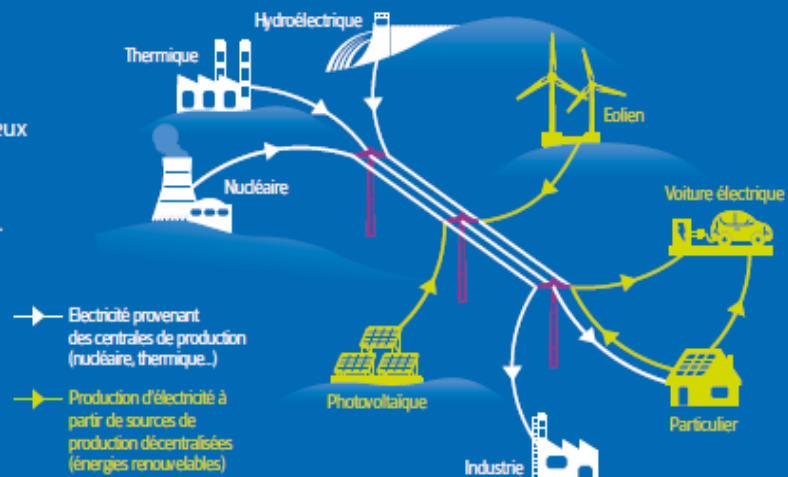 Hydroélectrique
Thermique
Eolien
eux
Nucléaire
Voiture électrique
Electricité provenant
des centrales de production
(nucléaire, thermique...)
Photovoltaïque
Production d'électricité à
partir de sources de
production décentralisées
(énergies renouvelables)
Particulier
Industrie